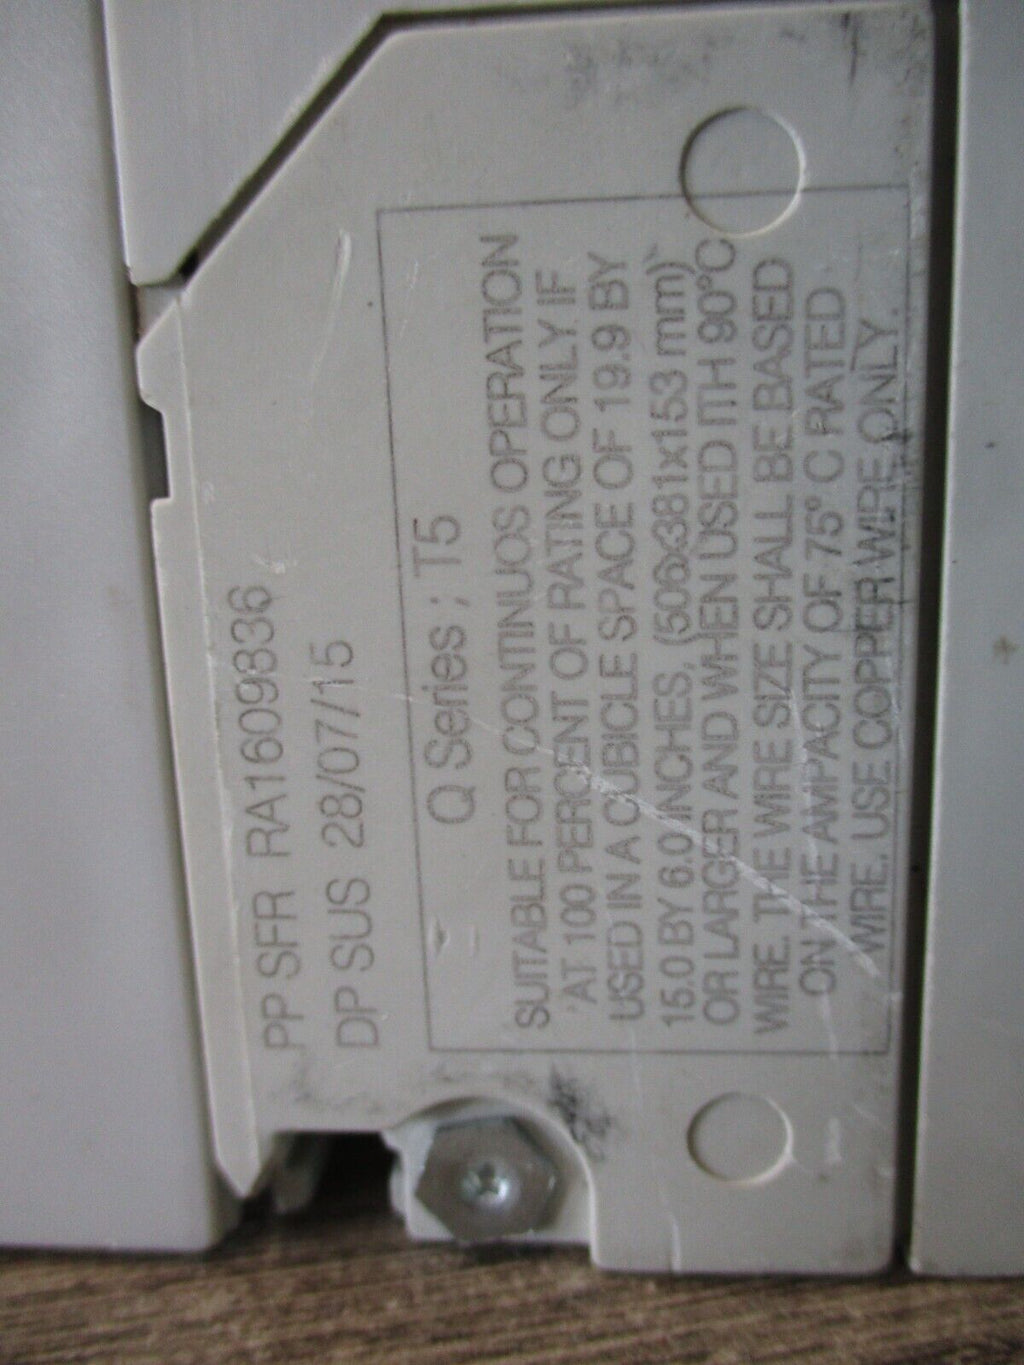 PP SFR RA1609836
DP SUS 28/07/15
Q Series ; T5
SUITABLE FOR CONTINUOS OPERATION
AT 100 PERCENT OF RATING ONLY IF
USED IN A CUBICLE SPACE OF 19.9 BY
15.0 BY 6.0 INCHES, (506x381x153 mm)
OR LARGER AND WHEN USED ITH 90°C
WIRE. THE WIRE SIZE SHALL BE BASED
ON THE AMPACITY OF 75° C RATED
WIRE. USE COPPER WIRE ONLY.